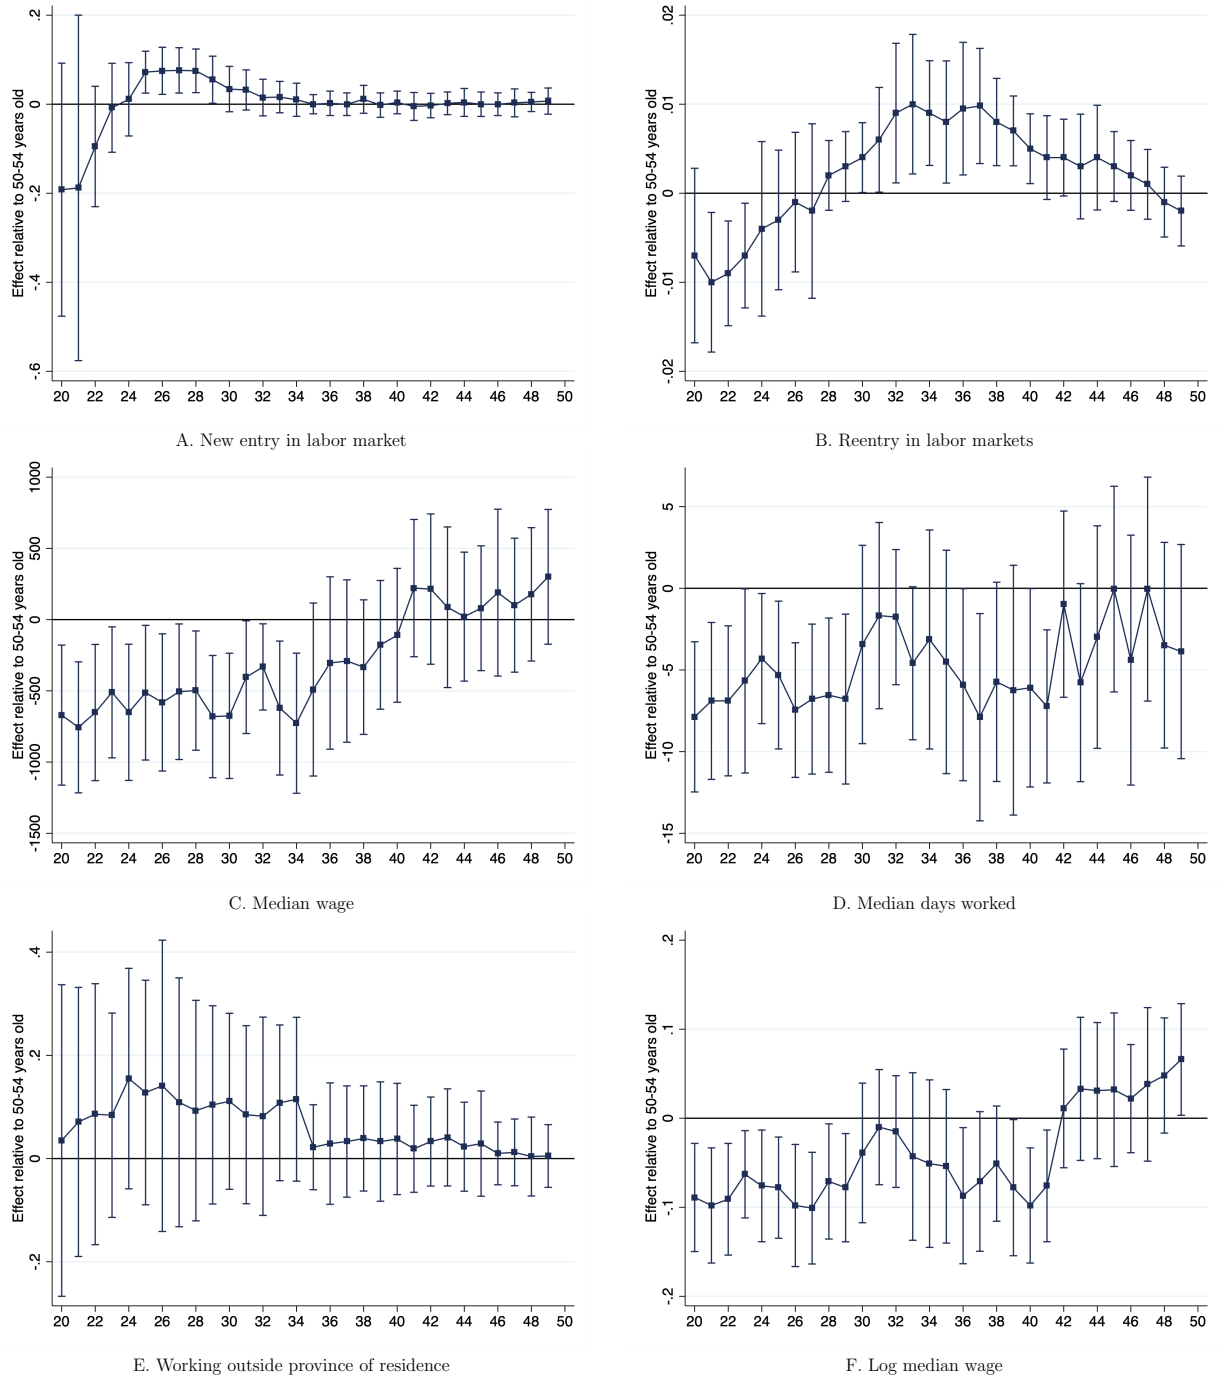 Effect relative to 50-54 years old
.2
0
-.2
-.4
-.6
20 22 24 26 28 30 32 34 36 38 40 42 44 46 48 50
A. New entry in labor market
Effect relative to 50-54 years old
.02
.01
0
-.01
-.02
20 22 24 26 28 30 32 34 36 38 40 42 44 46 48 50
B. Reentry in labor markets
Effect relative to 50-54 years old
1000
500
0
-500
-1000
-1500
20 22 24 26 28 30 32 34 36 38 40 42 44 46 48 50
C. Median wage
Effect relative to 50-54 years old
5
0
-5
-10
-15
20 22 24 26 28 30 32 34 36 38 40 42 44 46 48 50
D. Median days worked
Effect relative to 50-54 years old
.4
.2
0
-.2
20 22 24 26 28 30 32 34 36 38 40 42 44 46 48 50
E. Working outside province of residence
Effect relative to 50-54 years old
.2
.1
0
-.1
-.2
20 22 24 26 28 30 32 34 36 38 40 42 44 46 48 50
F. Log median wage